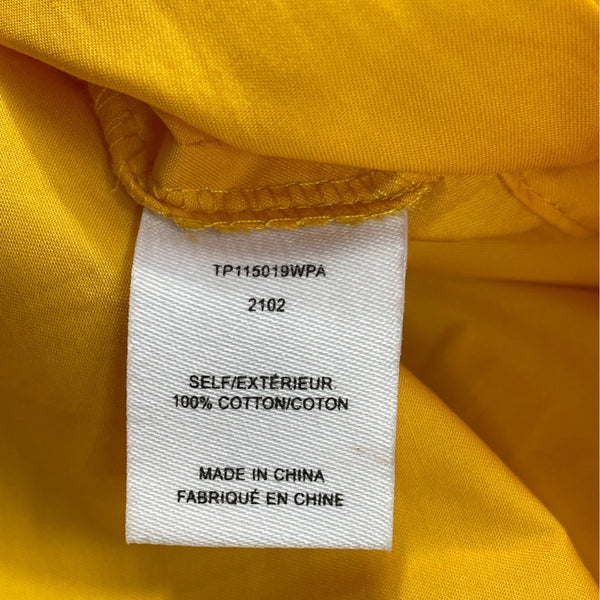 TP115019WPA
2102
SELF/EXTÉRIEUR
100% COTTON/COTON
MADE IN CHINA
FABRIQUÉ EN CHINE